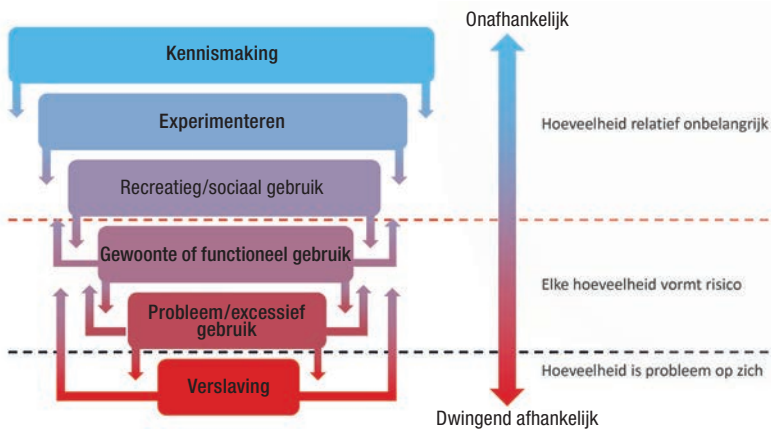 Onafhankelijk
Kennismaking
Experimenteren
Hoeveelheid relatief onbelangrijk
Recreatieg/sociaal gebruik
Gewoonte of functioneel gebruik
Elke hoeveelheid vormt risico
Probleem/excessief
gebruik
Hoeveelheid is probleem op zich
Verslaving
Dwingend afhankelijk